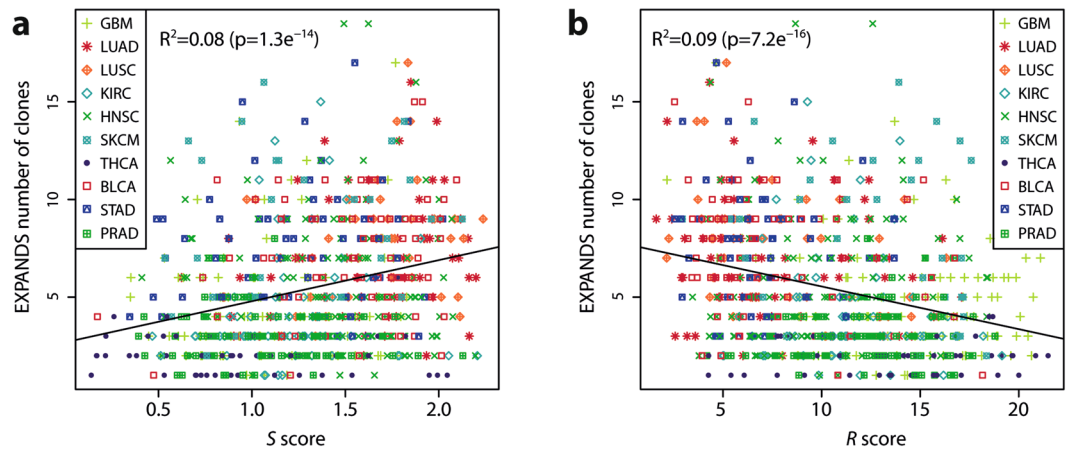 a
R²=0.08 (p=1.3e⁻¹⁴)
GBM
LUAD
LUSC
KIRC
HNSC
SKCM
THCA
BLCA
STAD
PRAD
EXPANDS number of clones
15
10
5
0.5 1.0 1.5 2.0
S score
b
R²=0.09 (p=7.2e⁻¹⁶)
GBM
LUAD
LUSC
KIRC
HNSC
SKCM
THCA
BLCA
STAD
PRAD
EXPANDS number of clones
15
10
5
5 10 15 20
R score